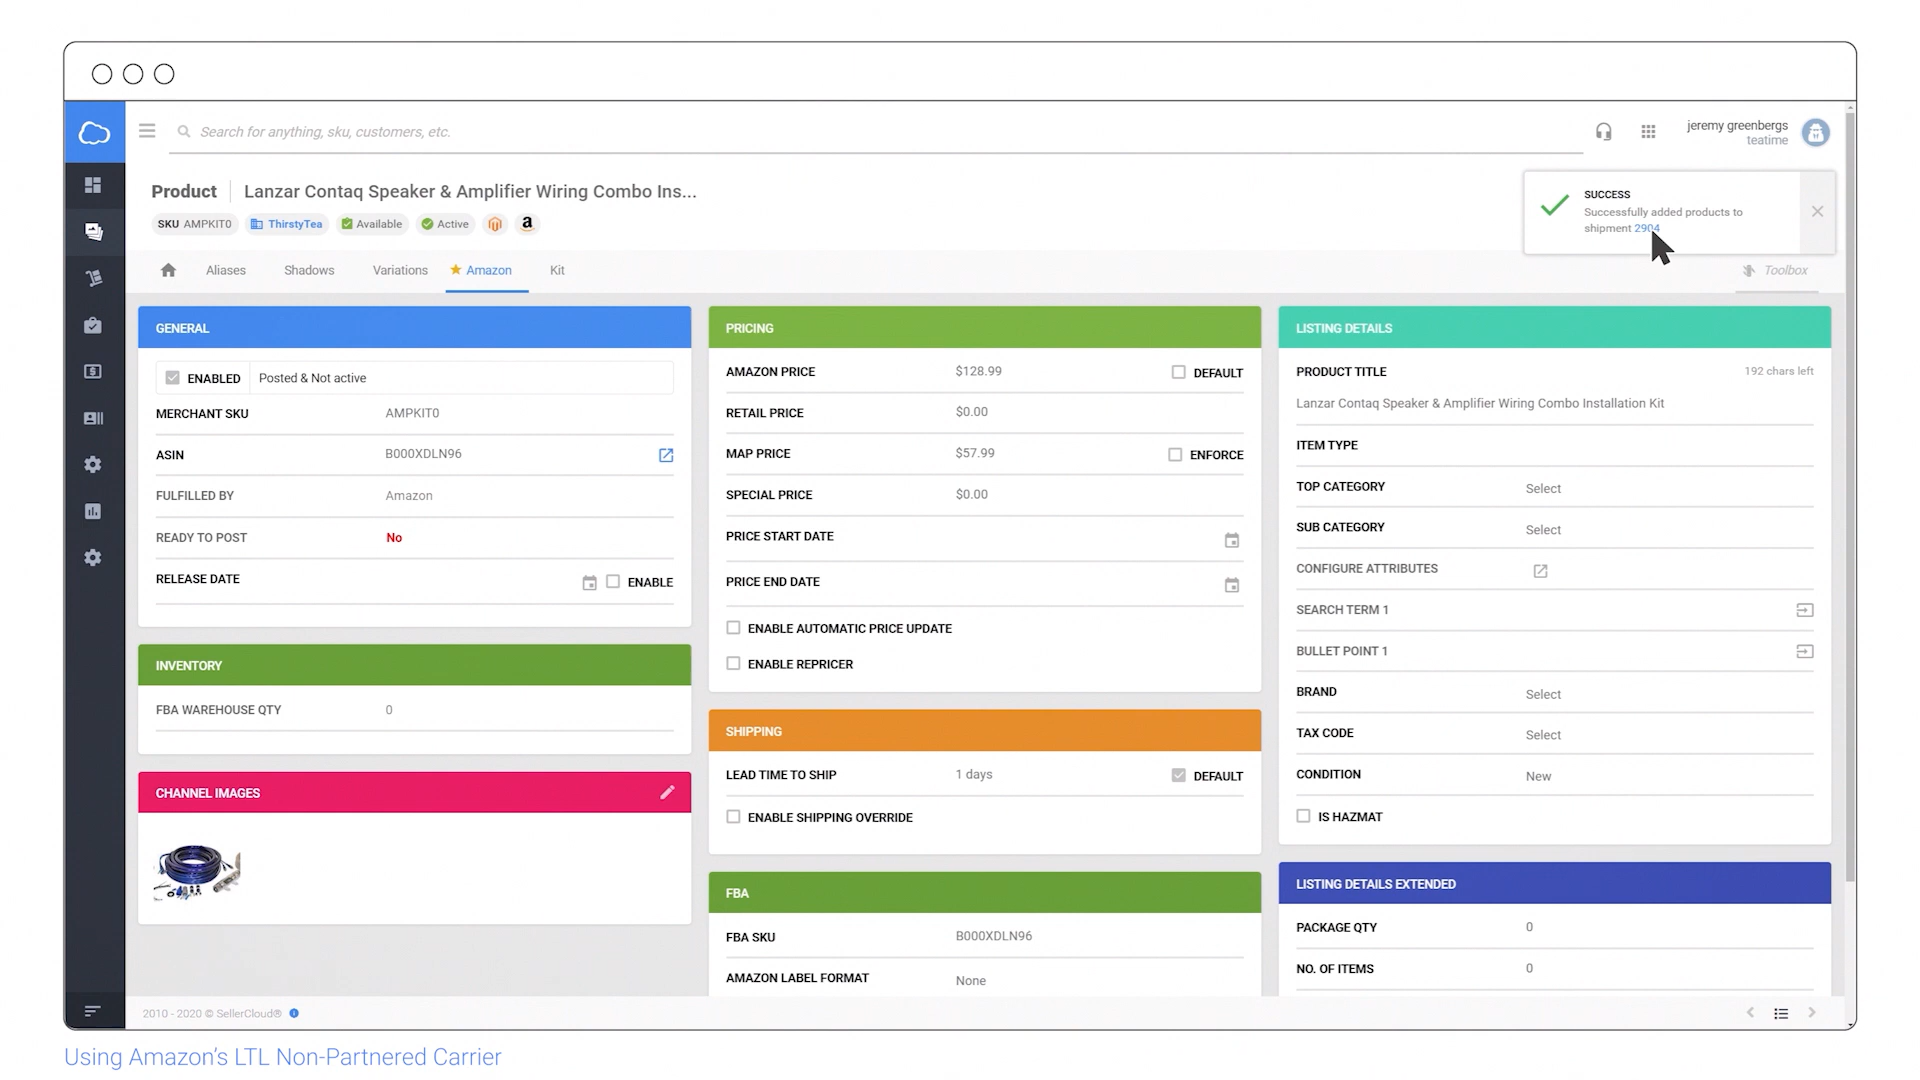 Search for anything, sku, customers, etc.
jeremy greenbergs
teatime
Product
Lanzar Contaq Speaker & Amplifier Wiring Combo Ins...
SKU AMPKIT0
ThirstyTea
Available
Active
a
SUCCESS
Successfully added products to
shipment 2904
Aliases
Shadows
Variations
Amazon
Kit
Toolbox
GENERAL
ENABLED
Posted & Not active
MERCHANT SKU
AMPKIT0
ASIN
B000XDLN96
FULFILLED BY
Amazon
READY TO POST
No
RELEASE DATE
ENABLE
INVENTORY
FBA WAREHOUSE QTY
0
CHANNEL IMAGES
PRICING
AMAZON PRICE
$128.99
DEFAULT
RETAIL PRICE
$0.00
MAP PRICE
$57.99
ENFORCE
SPECIAL PRICE
$0.00
PRICE START DATE
PRICE END DATE
ENABLE AUTOMATIC PRICE UPDATE
ENABLE REPRICER
SHIPPING
LEAD TIME TO SHIP
1 days
DEFAULT
ENABLE SHIPPING OVERRIDE
FBA
FBA SKU
B000XDLN96
AMAZON LABEL FORMAT
None
LISTING DETAILS
PRODUCT TITLE
192 chars left
Lanzar Contaq Speaker & Amplifier Wiring Combo Installation Kit
ITEM TYPE
TOP CATEGORY
Select
SUB CATEGORY
Select
CONFIGURE ATTRIBUTES
SEARCH TERM 1
BULLET POINT 1
BRAND
Select
TAX CODE
Select
CONDITION
New
IS HAZMAT
LISTING DETAILS EXTENDED
PACKAGE QTY
0
NO. OF ITEMS
0
2010 - 2020 © SellerCloud®
Using Amazon's LTL Non-Partnered Carrier